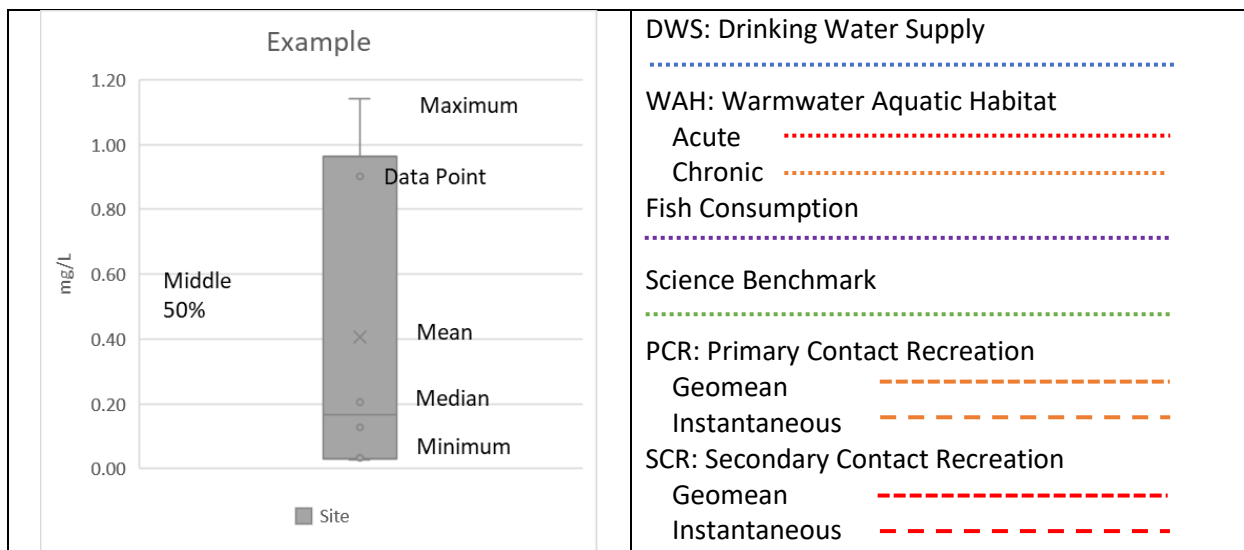 Example
1.20
1.00
0.80
0.60
0.40
0.20
0.00
mg/L
Maximum
Data Point
Middle
50%
Mean
Median
Minimum
Site
DWS: Drinking Water Supply
WAH: Warmwater Aquatic Habitat
Acute
Chronic
Fish Consumption
Science Benchmark
PCR: Primary Contact Recreation
Geomean
Instantaneous
SCR: Secondary Contact Recreation
Geomean
Instantaneous